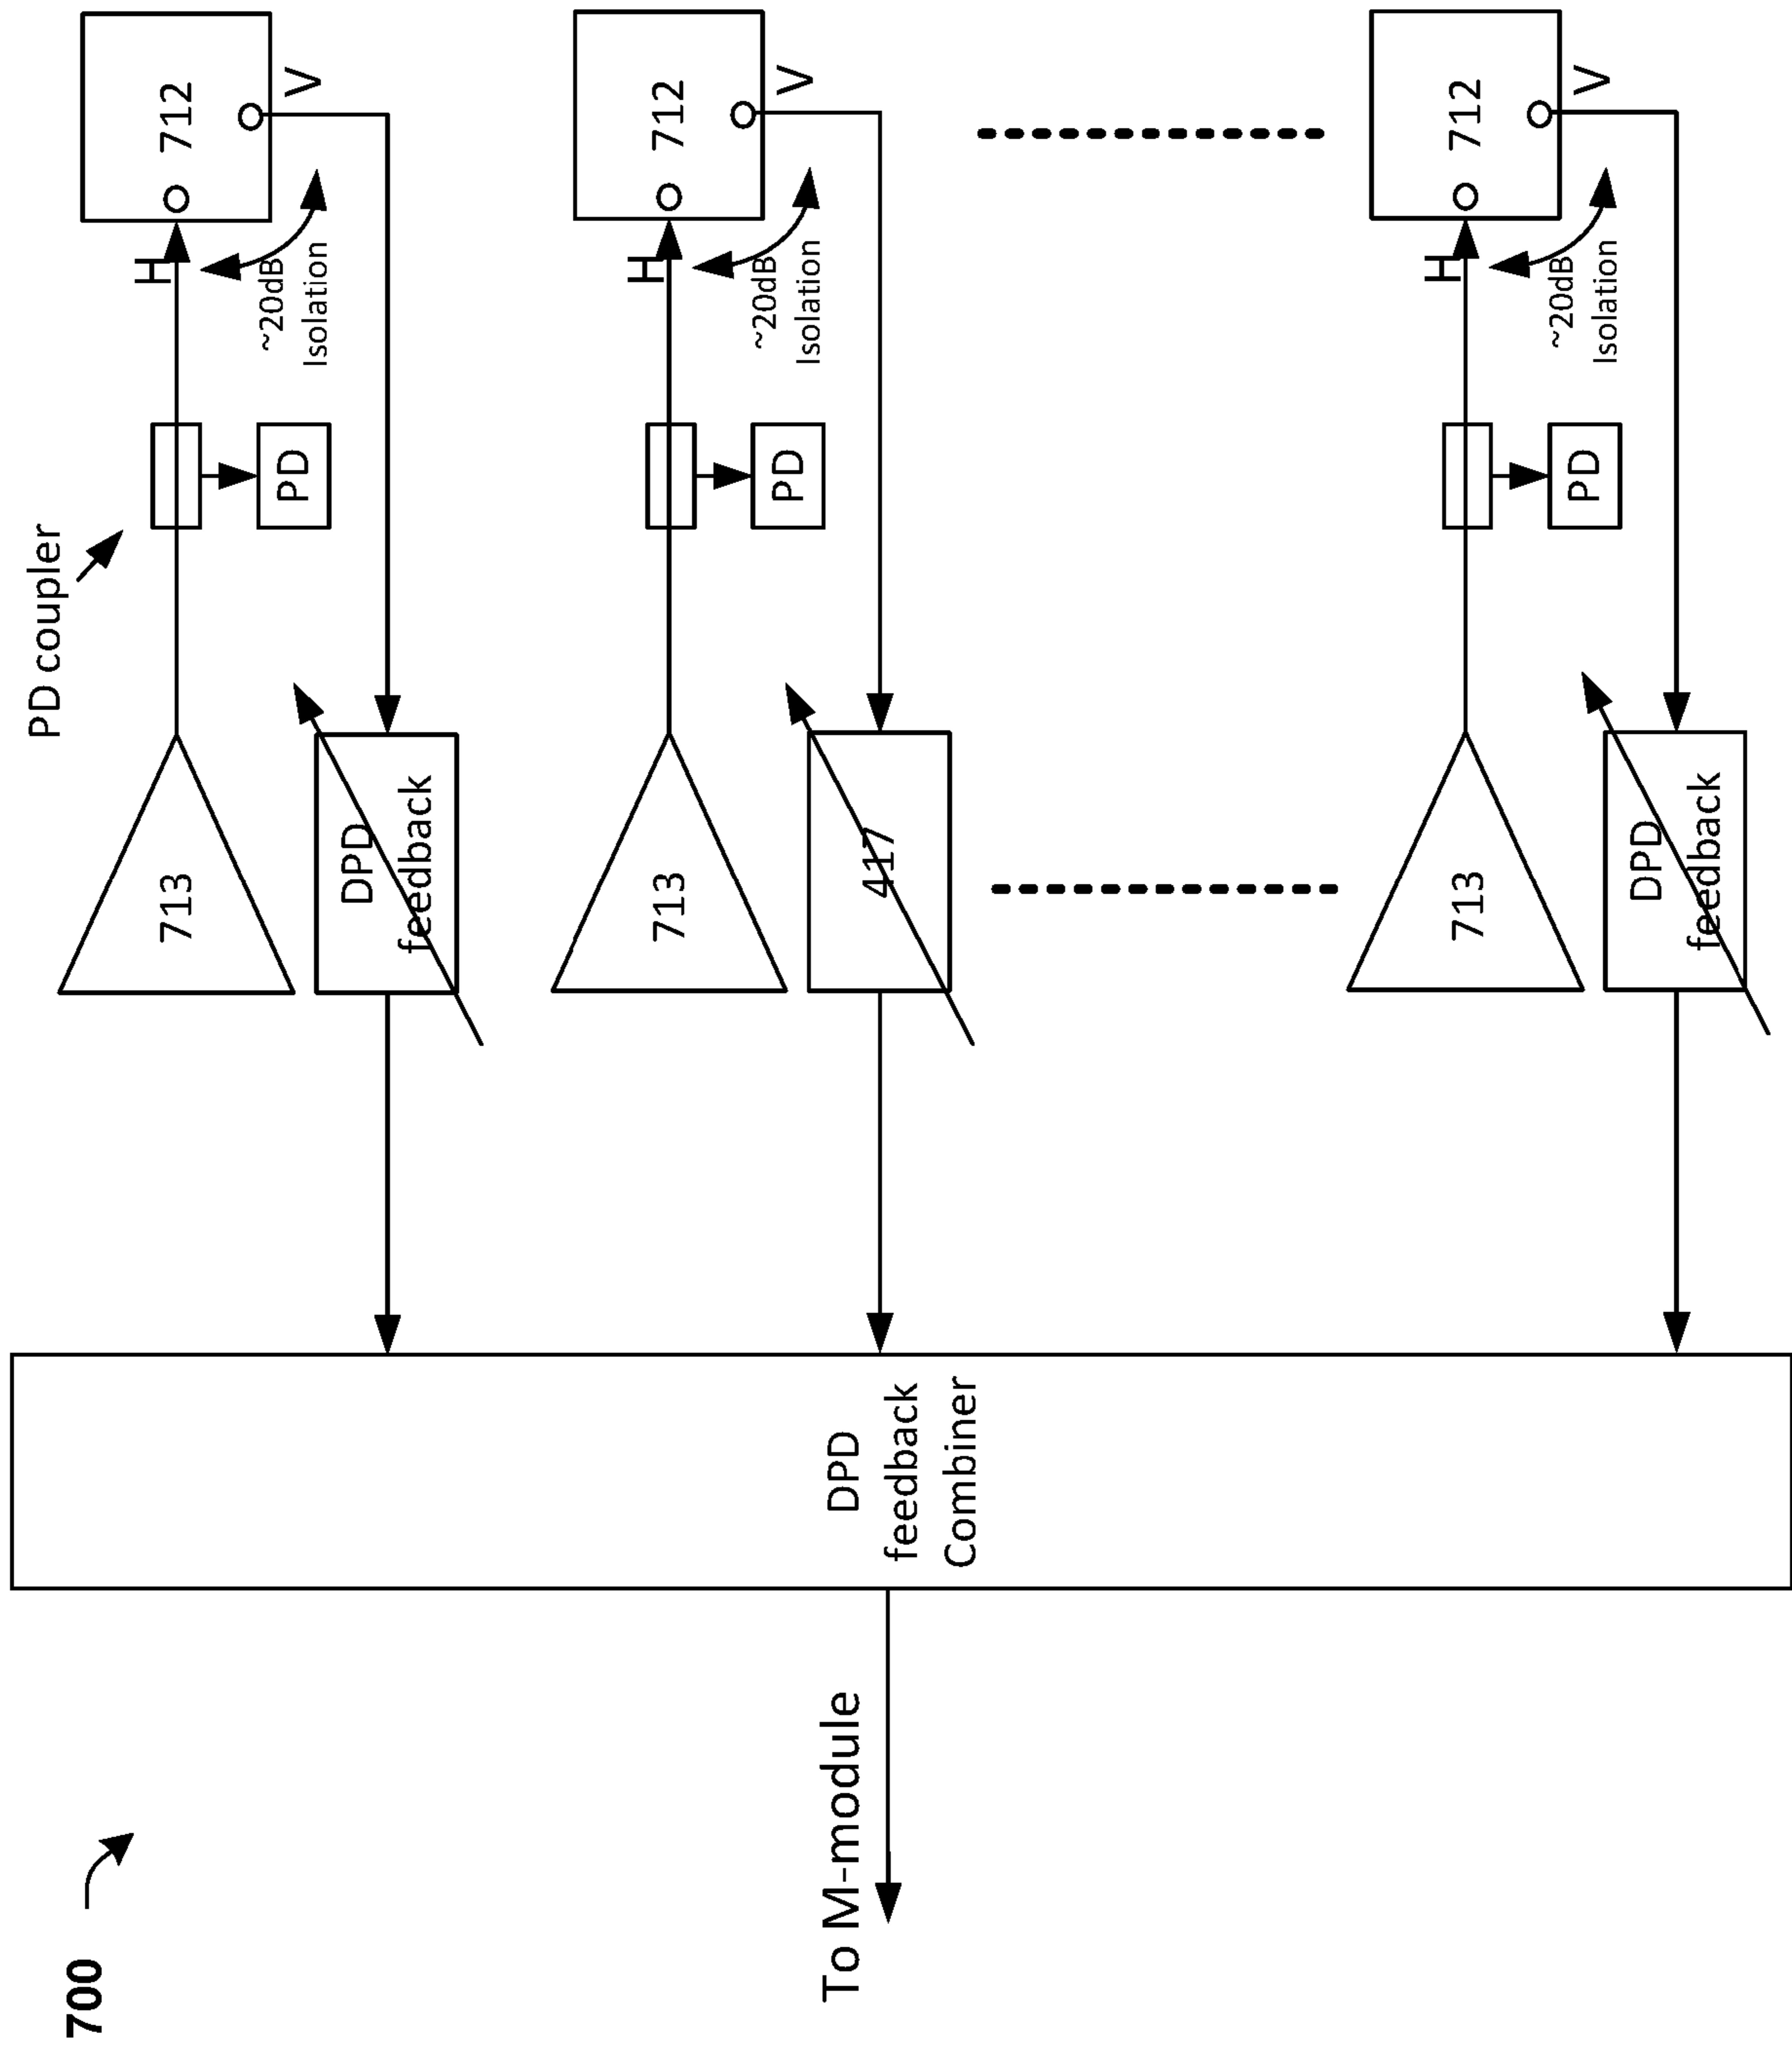 700
To M-module
DPD
feedback
Combiner
PD coupler
713
PD
H
712
V
~20dB
Isolation
DPD
feedback
713
PD
H
712
V
~20dB
Isolation
417
713
PD
H
712
V
~20dB
Isolation
DPD
feedback